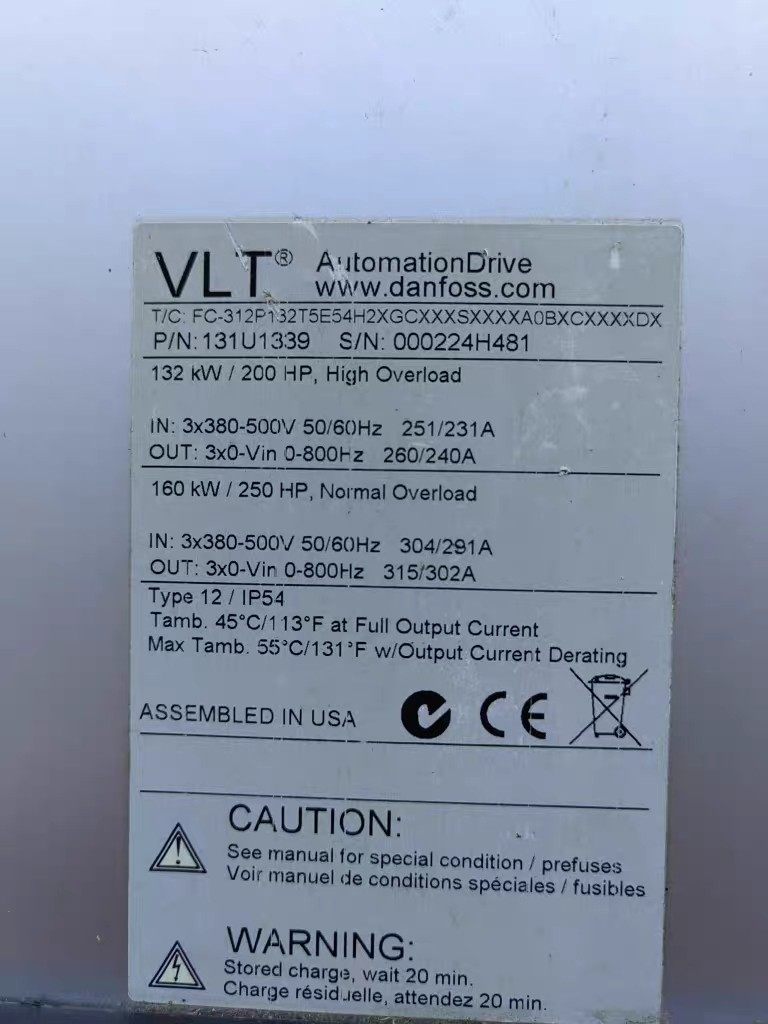 VLT® AutomationDrive
www.danfoss.com
T/C: FC-312P132T5E54H2XGCXXXSXXXXA0BXCXXXXDX
P/N:131U1339 S/N: 000224H481
132 kW / 200 HP, High Overload
IN: 3x380-500V 50/60Hz 251/231A
OUT: 3x0-Vin 0-800Hz 260/240A
160 kW / 250 HP, Normal Overload
IN: 3x380-500V 50/60Hz 304/291A
OUT: 3x0-Vin 0-800Hz 315/302A
Type 12 / IP54
Tamb. 45°C/113°F at Full Output Current
Max Tamb. 55°C/131°F w/Output Current Derating
ASSEMBLED IN USA CE
CAUTION:
See manual for special condition / prefuses
Voir manuel de conditions spéciales / fusibles
WARNING:
Stored charge, wait 20 min.
Charge résiduelle, attendez 20 min.